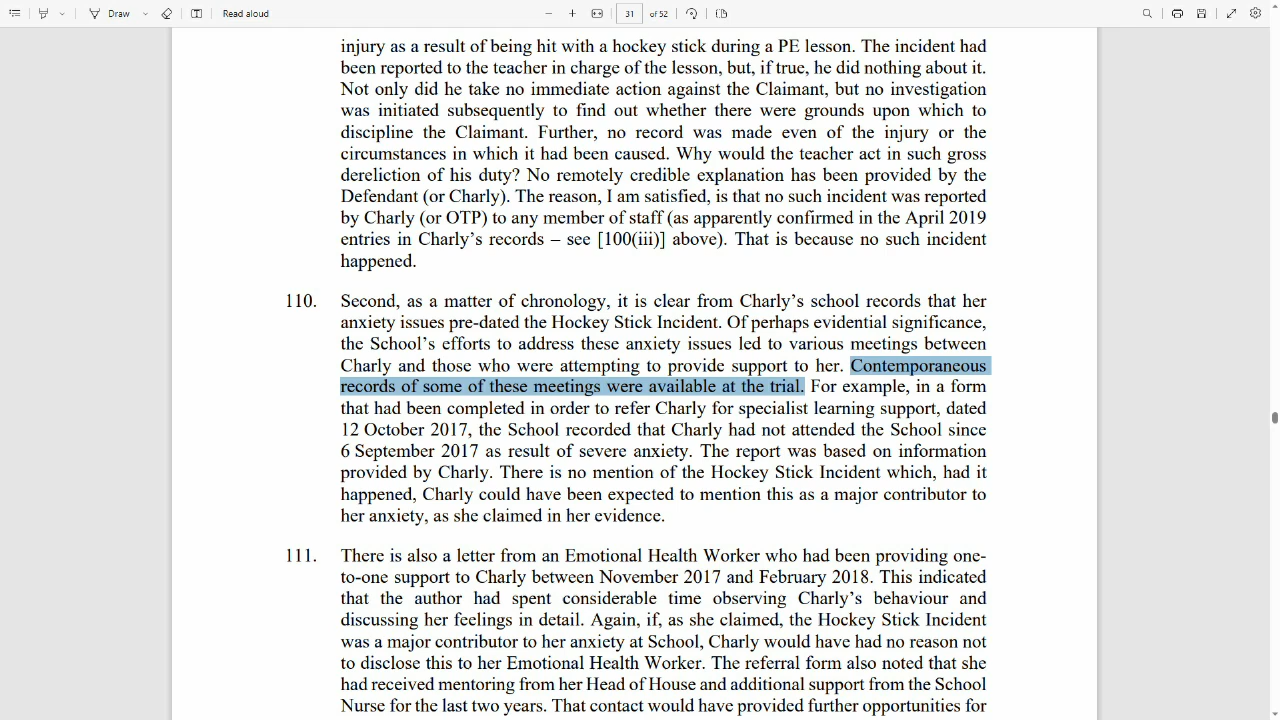 Draw
Read aloud
31
of 52
injury as a result of being hit with a hockey stick during a PE lesson. The incident had
been reported to the teacher in charge of the lesson, but, if true, he did nothing about it.
Not only did he take no immediate action against the Claimant, but no investigation
was initiated subsequently to find out whether there were grounds upon which to
discipline the Claimant. Further, no record was made even of the injury or the
circumstances in which it had been caused. Why would the teacher act in such gross
dereliction of his duty? No remotely credible explanation has been provided by the
Defendant (or Charly). The reason, I am satisfied, is that no such incident was reported
by Charly (or OTP) to any member of staff (as apparently confirmed in the April 2019
entries in Charly’s records – see [100(iii)] above). That is because no such incident
happened.
110. Second, as a matter of chronology, it is clear from Charly’s school records that her
anxiety issues pre-dated the Hockey Stick Incident. Of perhaps evidential significance,
the School’s efforts to address these anxiety issues led to various meetings between
Charly and those who were attempting to provide support to her. Contemporaneous
records of some of these meetings were available at the trial. For example, in a form
that had been completed in order to refer Charly for specialist learning support, dated
12 October 2017, the School recorded that Charly had not attended the School since
6 September 2017 as result of severe anxiety. The report was based on information
provided by Charly. There is no mention of the Hockey Stick Incident which, had it
happened, Charly could have been expected to mention this as a major contributor to
her anxiety, as she claimed in her evidence.
111. There is also a letter from an Emotional Health Worker who had been providing one-
to-one support to Charly between November 2017 and February 2018. This indicated
that the author had spent considerable time observing Charly’s behaviour and
discussing her feelings in detail. Again, if, as she claimed, the Hockey Stick Incident
was a major contributor to her anxiety at School, Charly would have had no reason not
to disclose this to her Emotional Health Worker. The referral form also noted that she
had received mentoring from her Head of House and additional support from the School
Nurse for the last two years. That contact would have provided further opportunities for